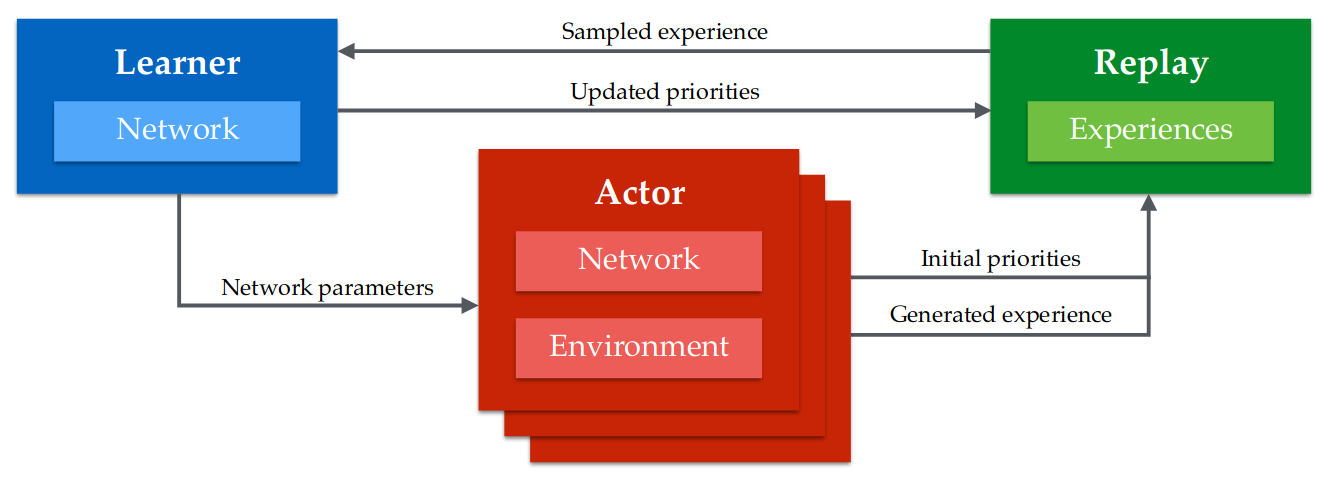 Sampled experience
Learner
Replay
Updated priorities
Network
Experiences
Actor
Network
Initial priorities
Network parameters
Generated experience
Environment